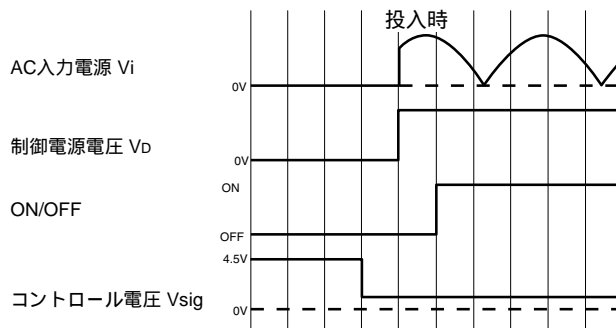 投入時
AC入力電源 Vi
0V
制御電源電圧 VD
0V
ON
ON/OFF
OFF
4.5V
コントロール電圧 Vsig
0V